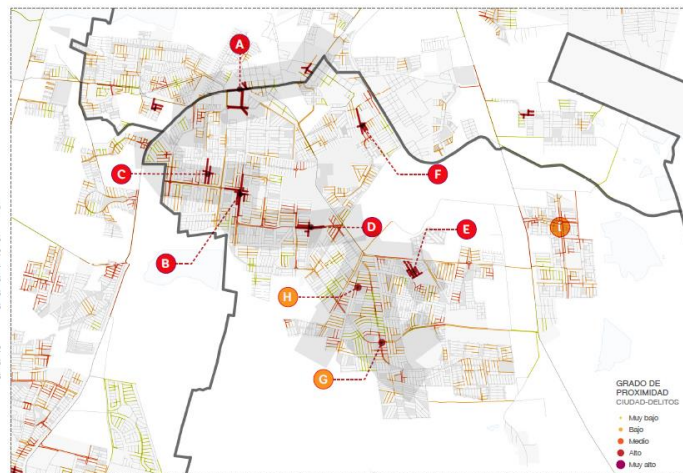 A
C
F
D
B
E
I
H
G
GRADO DE
PROXIMIDAD
CIUDAD-DELITOS
Muy bajo
Bajo
Medio
Alto
Muy alto